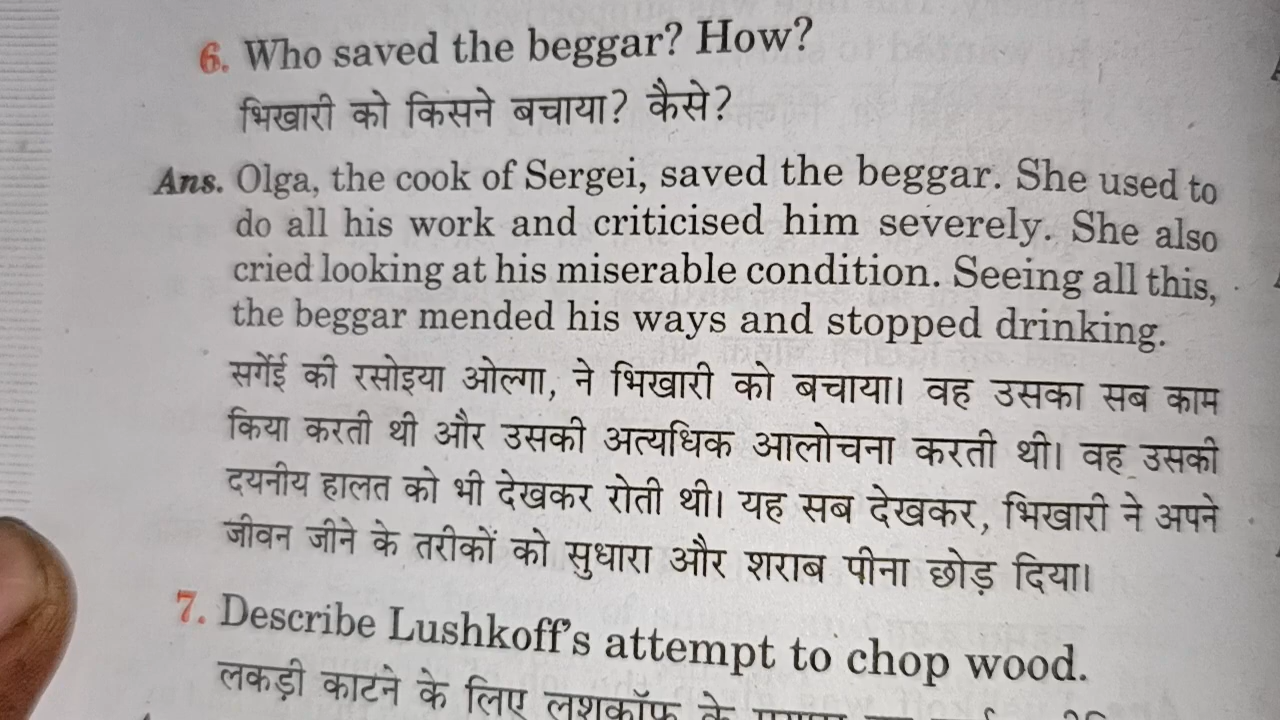 6. Who saved the beggar? How?
भिखारी को किसने बचाया? कैसे?
Ans. Olga, the cook of Sergei, saved the beggar. She used to
do all his work and criticised him severely. She also
cried looking at his miserable condition. Seeing all this,
the beggar mended his ways and stopped drinking.
सर्गेई की रसोइया ओल्गा, ने भिखारी को बचाया। वह उसका सब काम
किया करती थी और उसकी अत्यधिक आलोचना करती थी। वह उसकी
दयनीय हालत को भी देखकर रोती थी। यह सब देखकर, भिखारी ने अपने
जीवन जीने के तरीकों को सुधारा और शराब पीना छोड़ दिया।
7. Describe Lushkoff's attempt to chop wood.
लकड़ी काटने के लिए लशकॉफ के